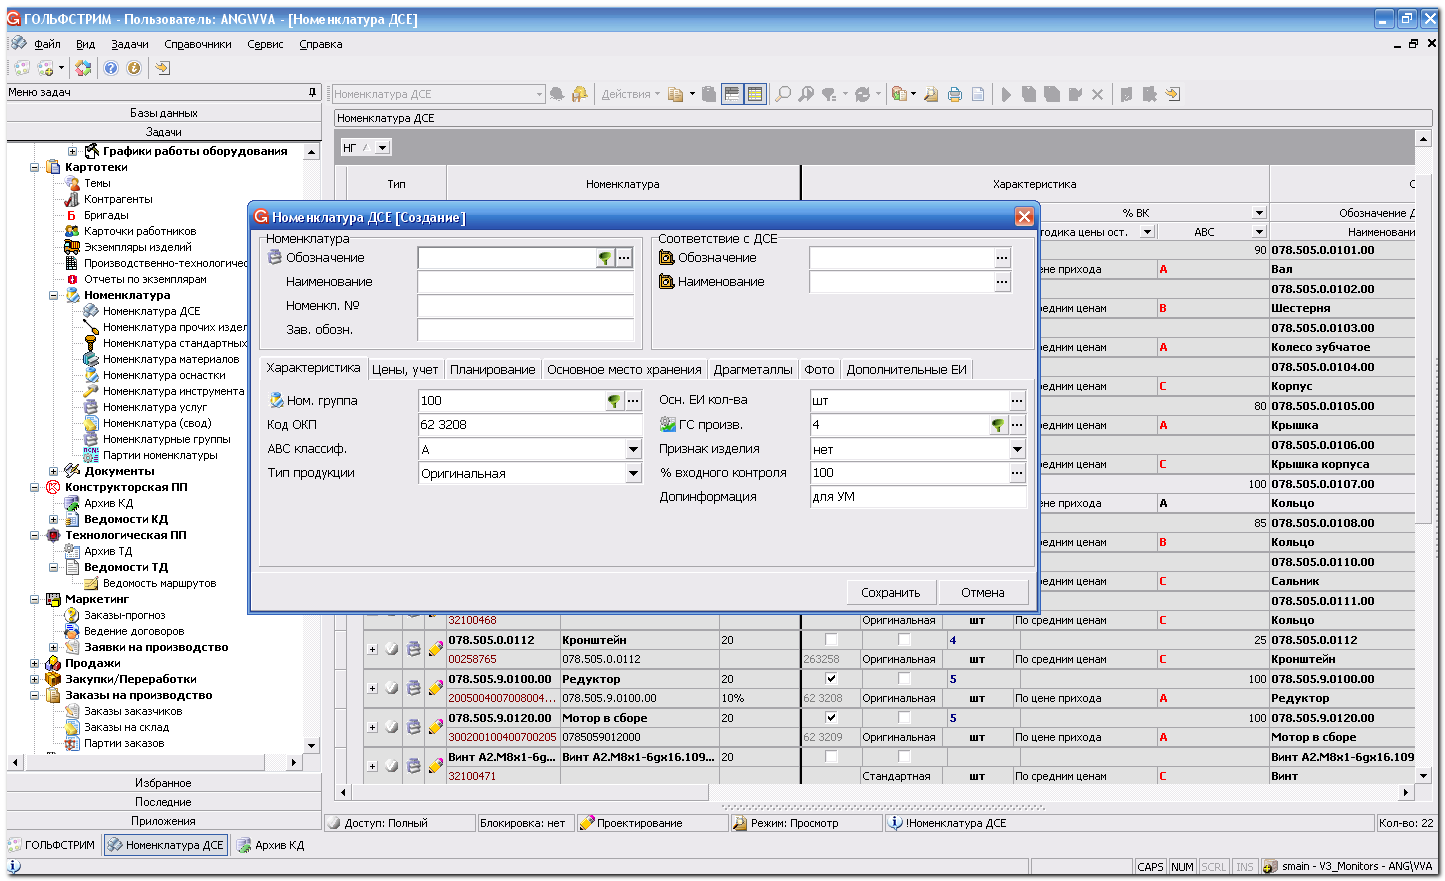 ГОЛЬФСТРИМ - Пользователь: ANG\VVA - [Номенклатура ДСЕ]
Файл Вид Задачи Справочники Сервис Справка
Меню задач
Номенклатура ДСЕ Действия
Базы данных
Номенклатура ДСЕ
Задачи
НГ
Графики работы оборудования
Картотеки
Темы
Контрагенты
Бригады
Карточки работников
Экземпляры изделий
Производственно-технологичес
Отчеты по экземплярам
Номенклатура
Номенклатура ДСЕ
Номенклатура прочих издел
Номенклатура стандартных
Номенклатура материалов
Номенклатура оснастки
Номенклатура инструмента
Номенклатура услуг
Номенклатура (свод)
Номенклатурные группы
Партии номенклатуры
Документы
Конструкторская ПП
Архив КД
Ведомости КД
Технологическая ПП
Архив ТД
Ведомости ТД
Ведомость маршрутов
Маркетинг
Заказы-прогноз
Ведение договоров
Заявки на производство
Продажи
Закупки/Переработки
Заказы на производство
Заказы заказчиков
Заказы на склад
Партии заказов
Избранное
Последние
Приложения
Тип Номенклатура Характеристика С
% ВК Обозначение Д
годика цены ост. АВС Наименовани
90 078.505.0.0101.00
ене прихода A Вал
078.505.0.0102.00
редним ценам B Шестерня
078.505.0.0103.00
редним ценам A Колесо зубчатое
078.505.0.0104.00
редним ценам C Корпус
80 078.505.0.0105.00
ене прихода A Крышка
078.505.0.0106.00
редним ценам C Крышка корпуса
100 078.505.0.0107.00
ене прихода A Кольцо
85 078.505.0.0108.00
редним ценам B Кольцо
078.505.0.0110.00
редним ценам C Сальник
078.505.0.0111.00
32100468 Оригинальная шт По средним ценам C Кольцо
078.505.0.0112 Кронштейн 20 4 25 078.505.0.0112
00258765 078.505.0.0112 263258 Оригинальная шт По средним ценам C Кронштейн
078.505.9.0100.00 Редуктор 20 5 100 078.505.9.0100.00
2005004007008004... 078.505.9.0100.00 10% 62 3208 Оригинальная шт По цене прихода A Редуктор
078.505.9.0120.00 Мотор в сборе 20 5 100 078.505.9.0120.00
300200100400700205 0785059012000 62 3209 Оригинальная шт По цене прихода A Мотор в сборе
Винт А2.М8х1-6g... Винт А2.М8х1-6gх16.109... 20 Винт А2.М8х1-6gх16.109
32100471 Стандартная шт По средним ценам C Винт
Номенклатура ДСЕ [Создание]
Номенклатура Соответствие с ДСЕ
Обозначение Обозначение
Наименование Наименование
Номенкл. №
Зав. обозн.
Характеристика Цены, учет Планирование Основное место хранения Драгметаллы Фото Дополнительные ЕИ
Ном. группа 100 Осн. ЕИ кол-ва шт
Код ОКП 62 3208 ГС произв. 4
АВС классиф. A Признак изделия нет
Тип продукции Оригинальная % входного контроля 100
Допинформация для УМ
Сохранить Отмена
Доступ: Полный Блокировка: нет Проектирование Режим: Просмотр !Номенклатура ДСЕ Кол-во: 22
ГОЛЬФСТРИМ Номенклатура ДСЕ Архив КД
CAPS NUM SCRL INS smain - V3_Monitors - ANG\VVA